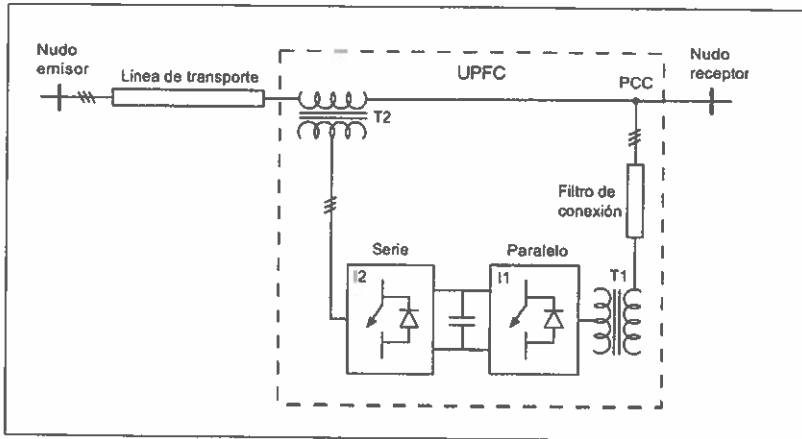 Nudo
emisor
Línea de transporte
UPFC
PCC
Nudo
receptor
T2
Filtro de
conexión
Serie
Paralelo
T1
I2
I1